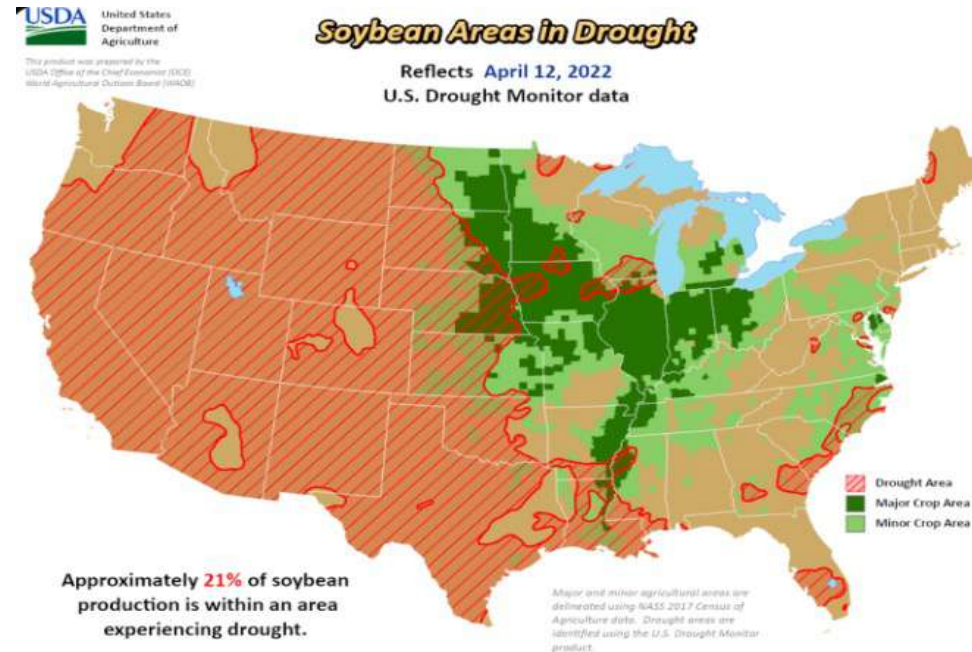 USDA
United States
Department of
Agriculture
This product was prepared by the
USDA Office of the Chief Economist (OCE)
World Agricultural Outlook Board (WAOB)
Soybean Areas in Drought
Reflects April 12, 2022
U.S. Drought Monitor data
Drought Area
Major Crop Area
Minor Crop Area
Approximately 21% of soybean
production is within an area
experiencing drought.
Major and minor agricultural areas are
delineated using NASS 2017 Census of
Agriculture data. Drought areas are
identified using the U.S. Drought Monitor
product.